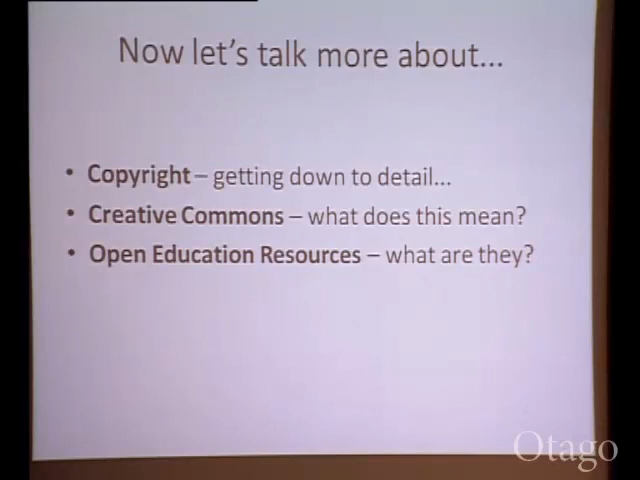 Now let's talk more about...
• Copyright – getting down to detail...
• Creative Commons – what does this mean?
• Open Education Resources – what are they?
Otago